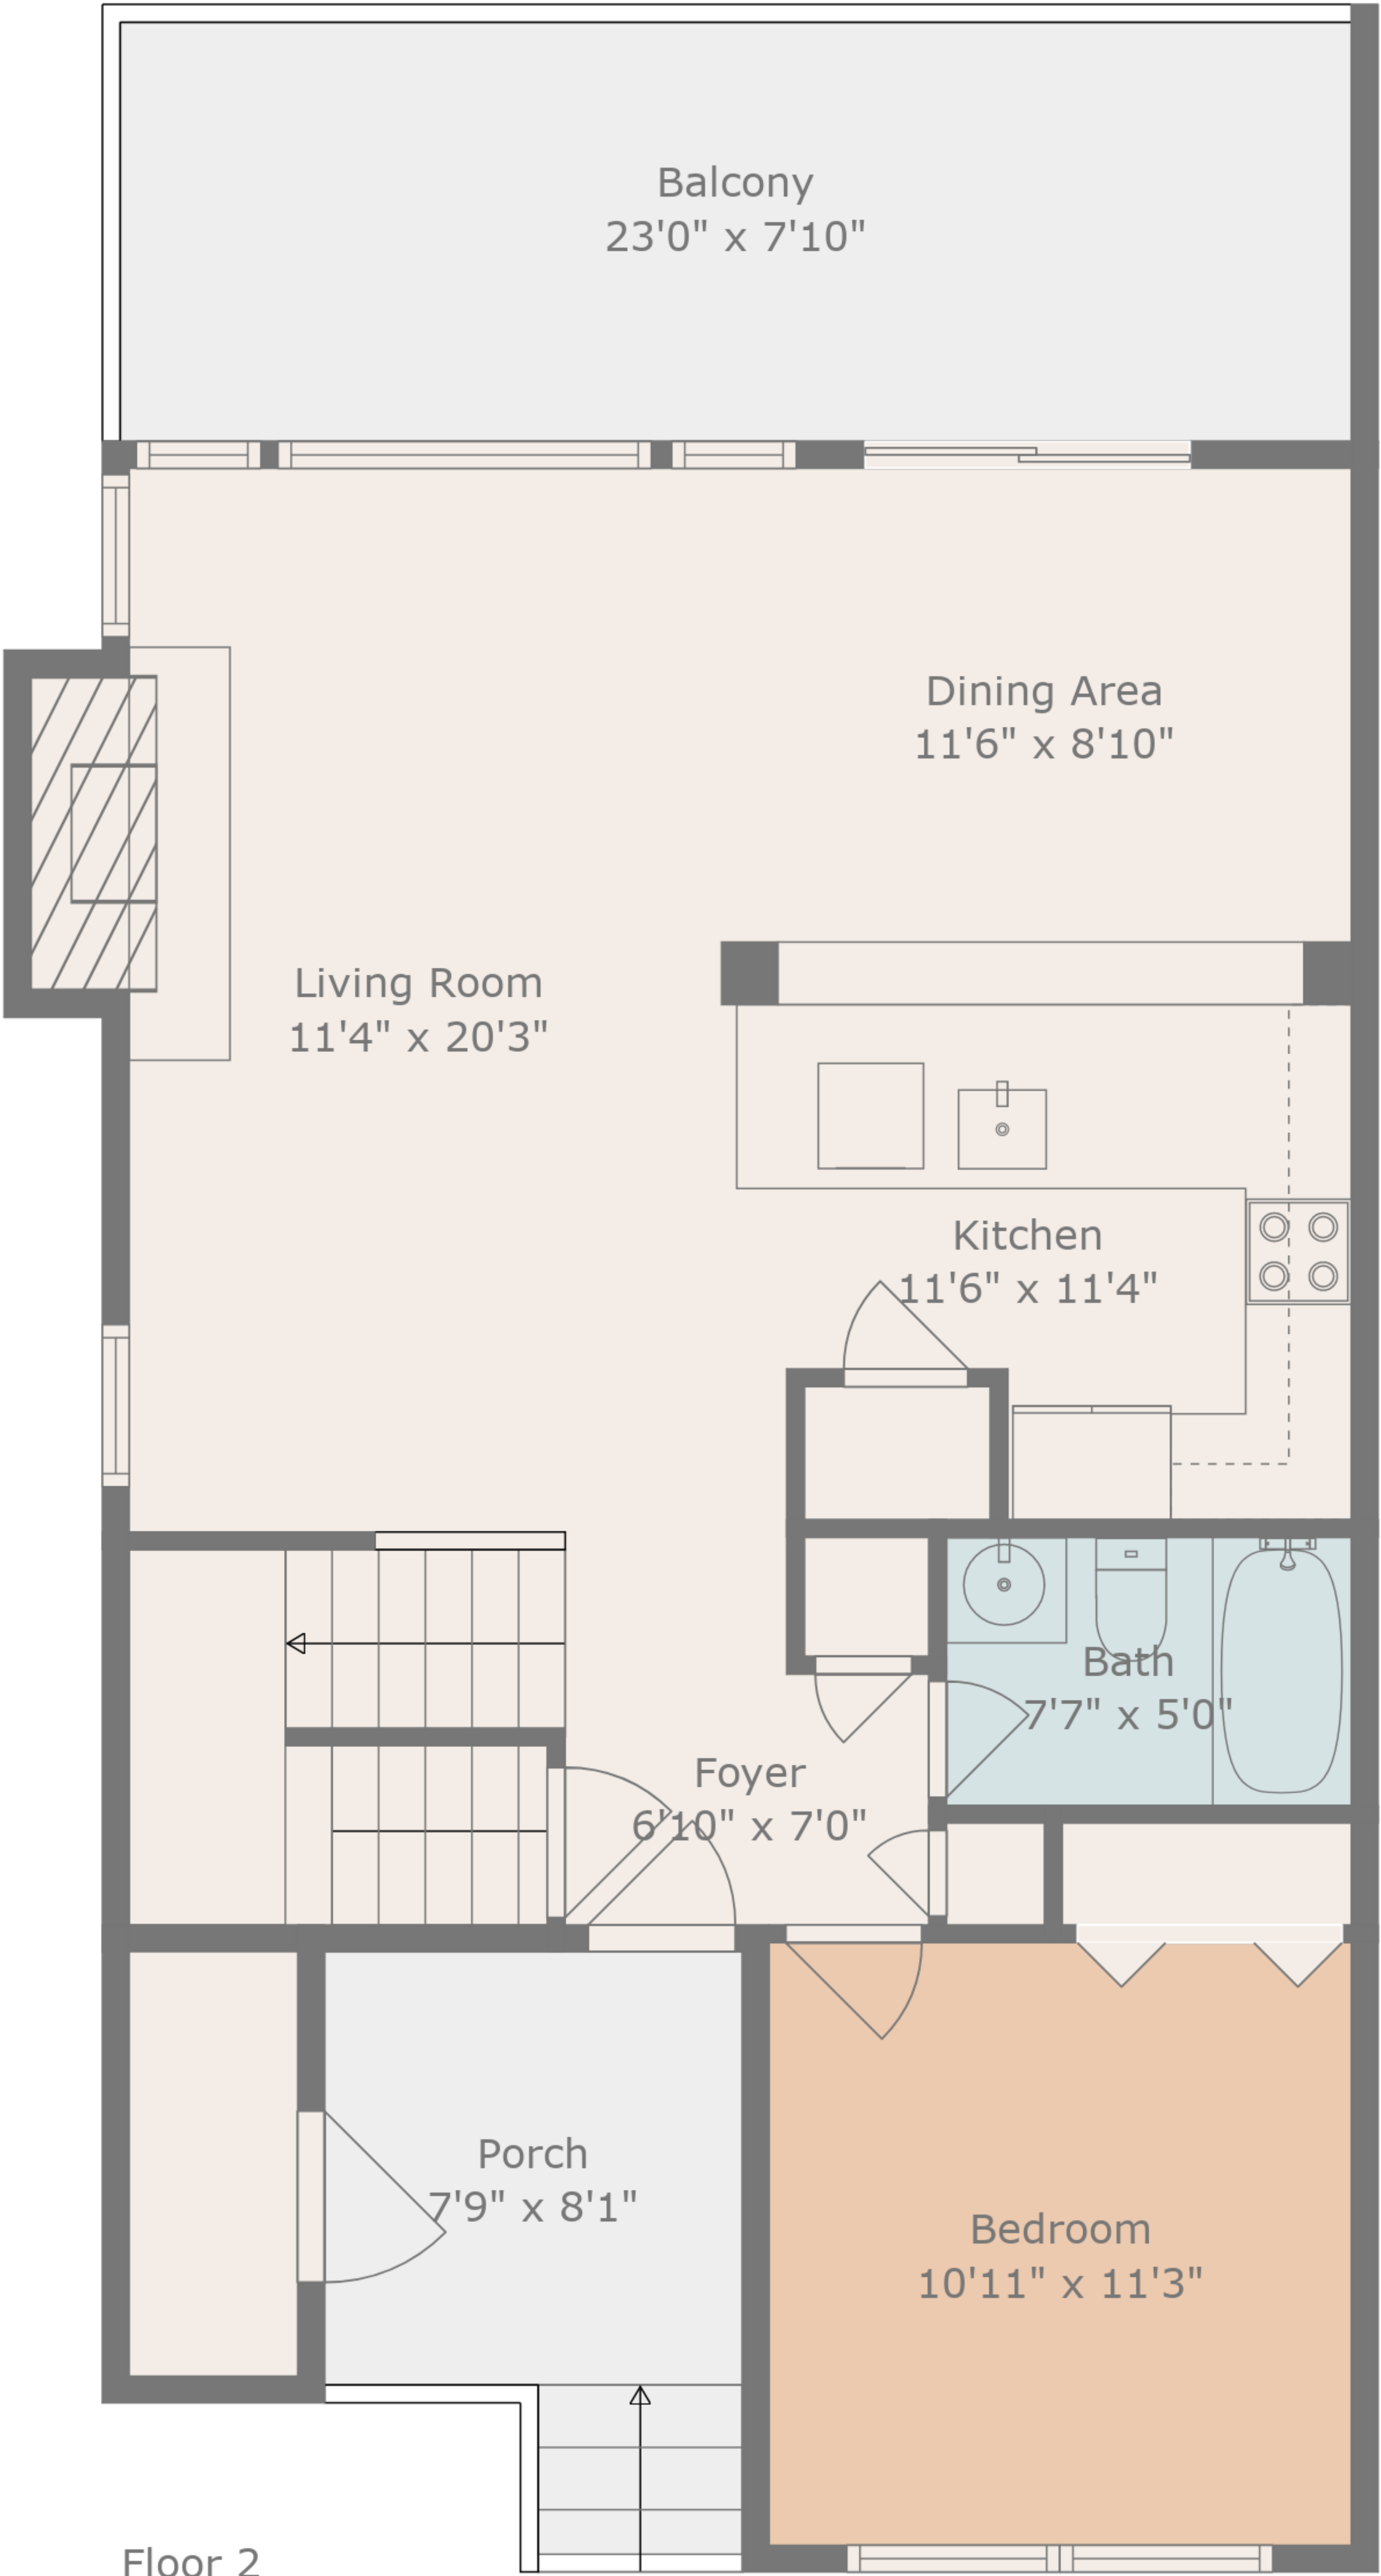 Balcony
23'0" x 7'10"
Dining Area
11'6" x 8'10"
Living Room
11'4" x 20'3"
Kitchen
11'6" x 11'4"
Bath
7'7" x 5'0"
Foyer
6'10" x 7'0"
Porch
7'9" x 8'1"
Bedroom
10'11" x 11'3"
Floor 2